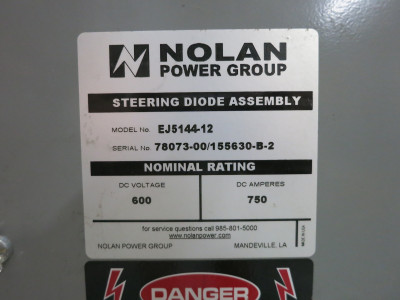 NOLAN
POWER GROUP
STEERING DIODE ASSEMBLY
MODEL No. EJ5144-12
SERIAL No. 78073-00/155630-B-2
NOMINAL RATING
DC VOLTAGE DC AMPERES
600 750
for service questions call 985-801-5000
www.nolanpower.com
NOLAN POWER GROUP MANDEVILLE, LA
DANGER